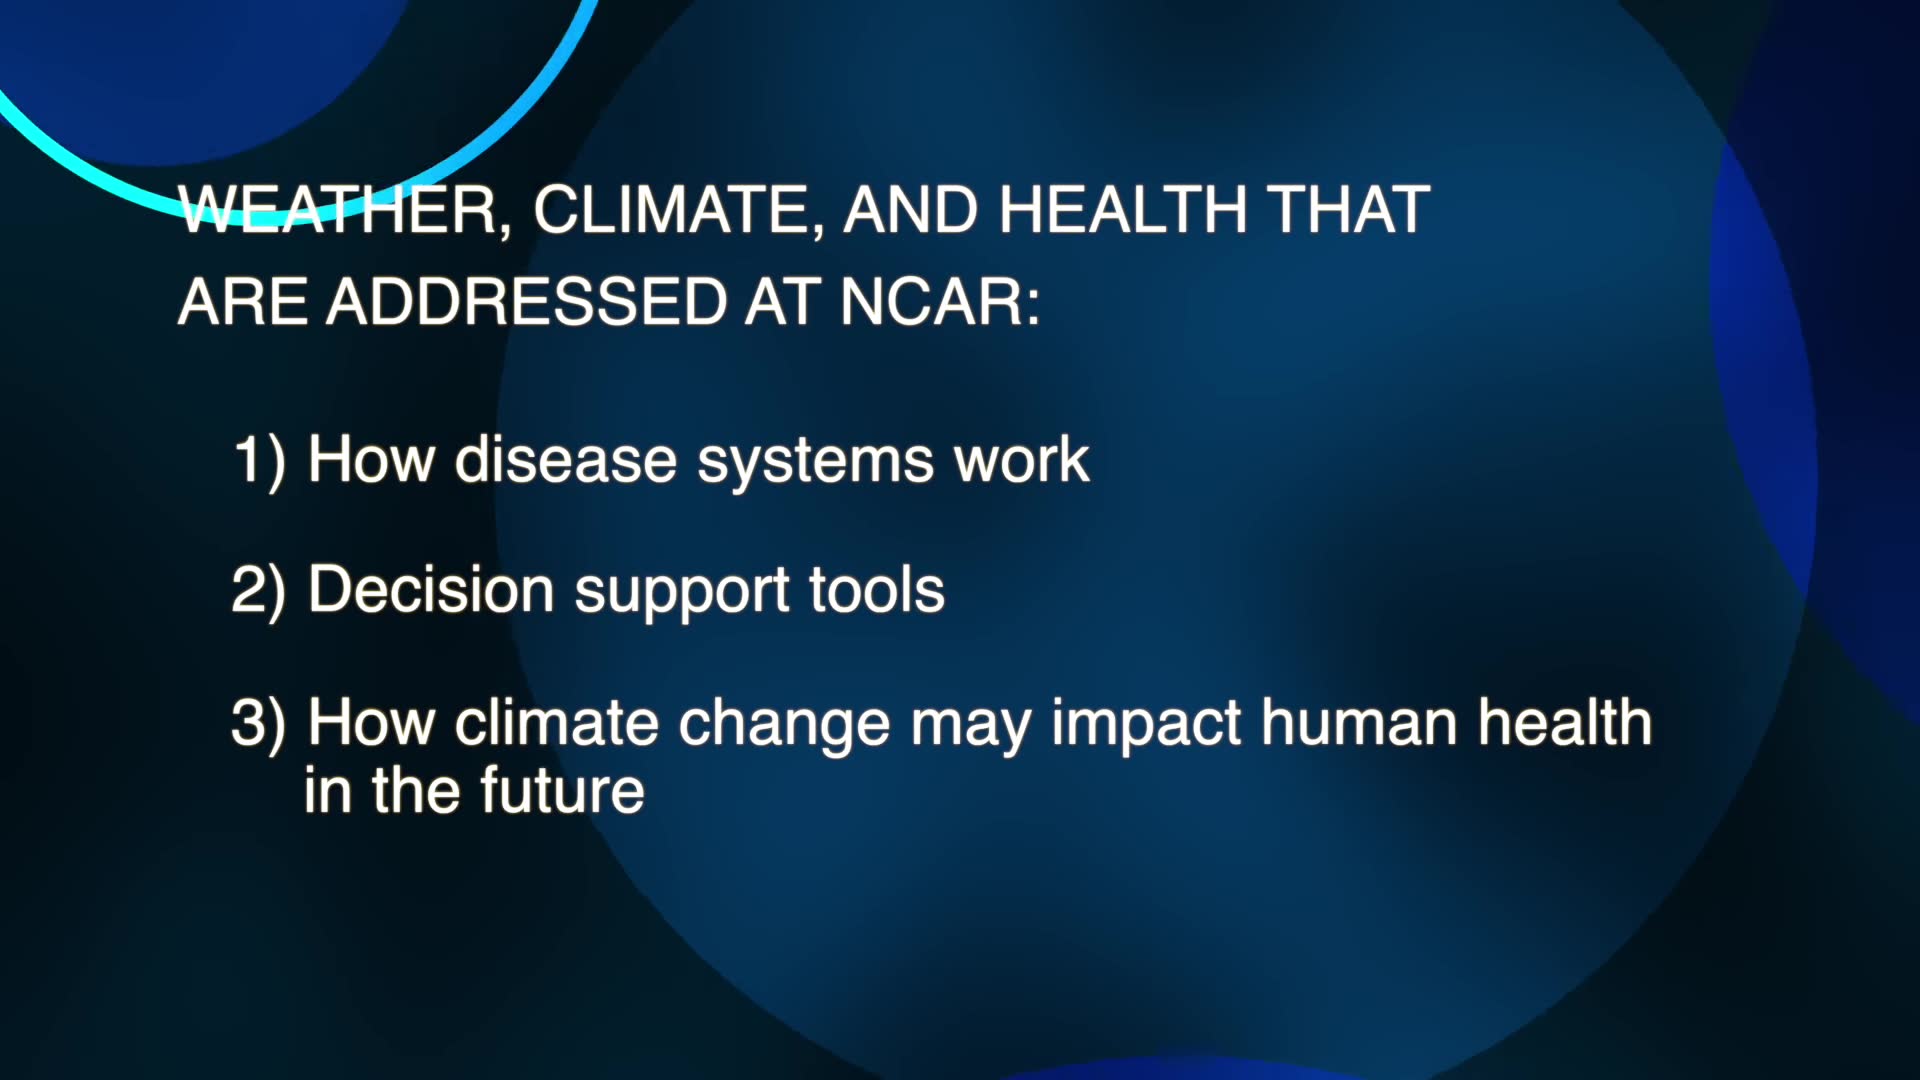 WEATHER, CLIMATE, AND HEALTH THAT
ARE ADDRESSED AT NCAR:
1) How disease systems work
2) Decision support tools
3) How climate change may impact human health
in the future